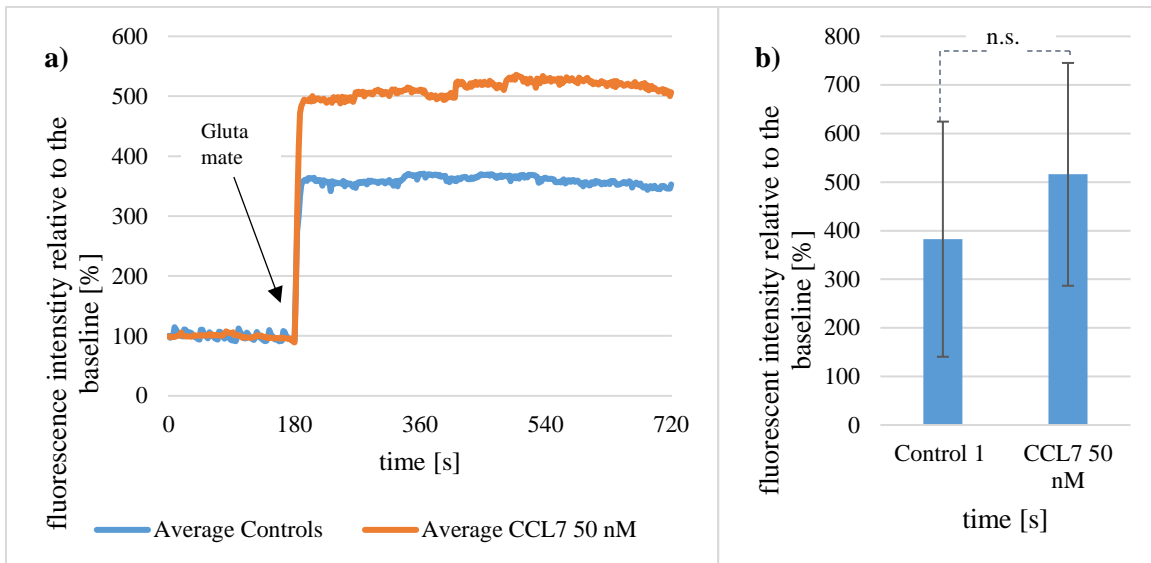 a)
fluorescence intenstity relative to the
baseline [%]
600
500
400
300
200
100
0
Gluta
mate
0 180 360 540 720
time [s]
Average Controls Average CCL7 50 nM
b)
fluorescent intensity relative to the
baseline [%]
800
700
600
500
400
300
200
100
0
n.s.
Control 1 CCL7 50
nM
time [s]